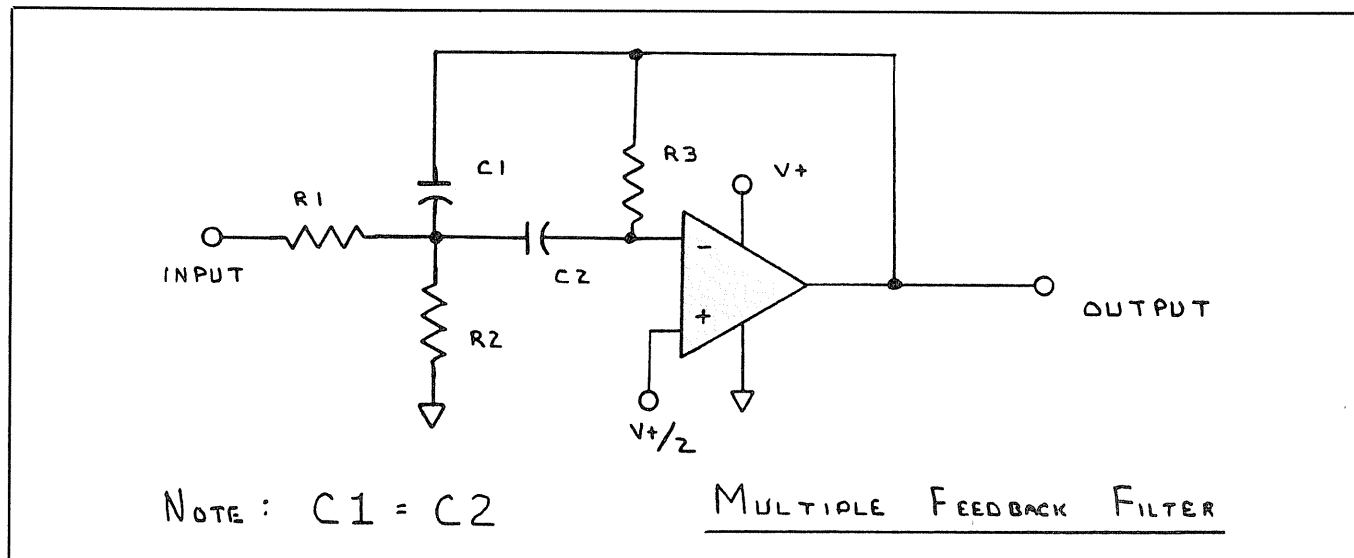 C1
R3
V+
R1
INPUT
C2
-
+
R2
OUTPUT
V+/2
NOTE: C1 = C2
MULTIPLE FEEDBACK FILTER